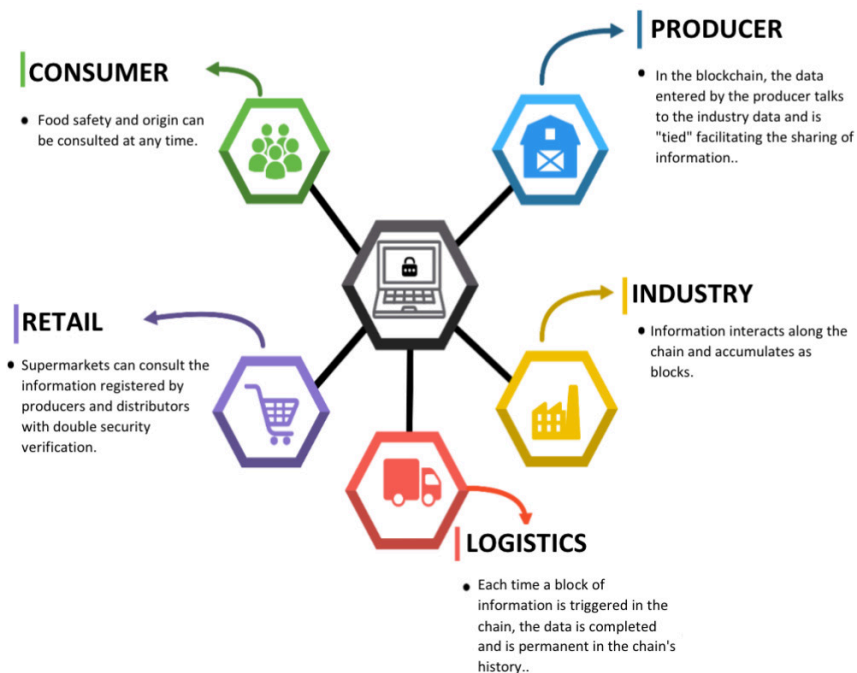 PRODUCER
• In the blockchain, the data
entered by the producer talks
to the industry data and is
"tied" facilitating the sharing of
information..
CONSUMER
• Food safety and origin can
be consulted at any time.
INDUSTRY
• Information interacts along the
chain and accumulates as
blocks.
RETAIL
• Supermarkets can consult the
information registered by
producers and distributors
with double security
verification.
LOGISTICS
• Each time a block of
information is triggered in the
chain, the data is completed
and is permanent in the chain's
history..